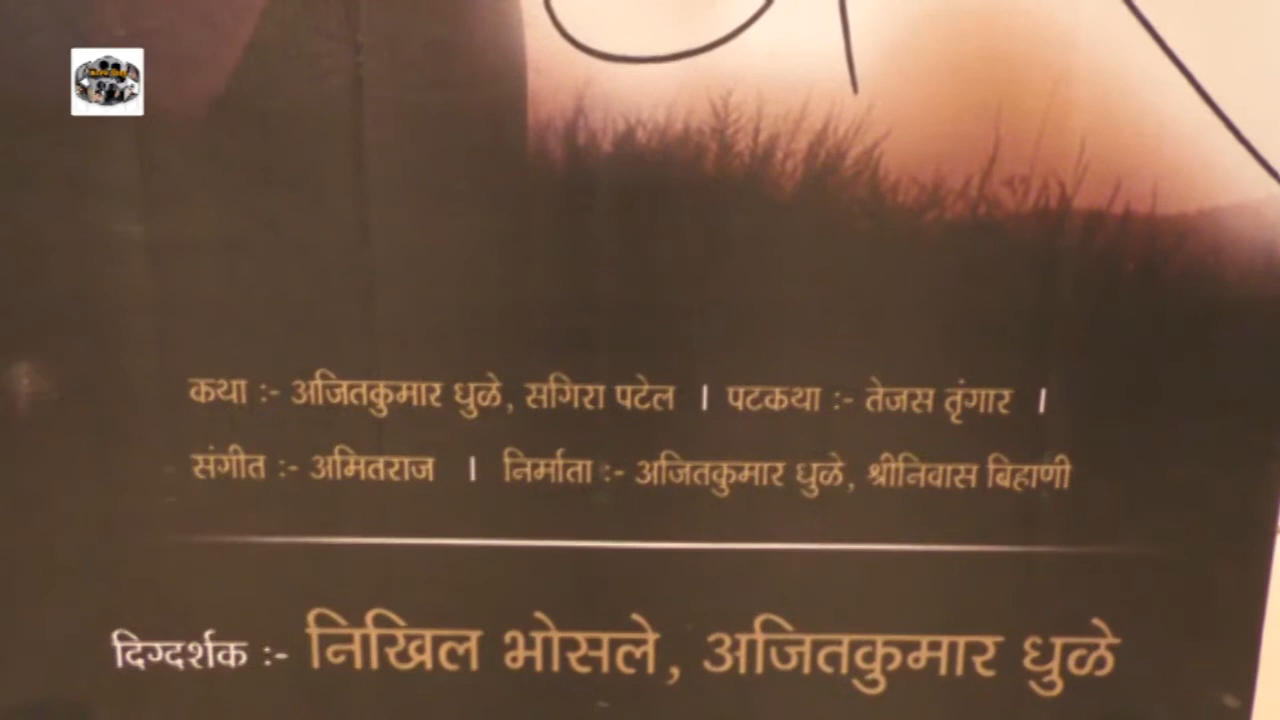 कथा :- अजितकुमार धुळे, सगिरा पटेल । पटकथा :- तेजस तृंगार ।
संगीत :- अमितराज । निर्माता :- अजितकुमार धुळे, श्रीनिवास बिहाणी
दिग्दर्शक :- निखिल भोसले, अजितकुमार धुळे